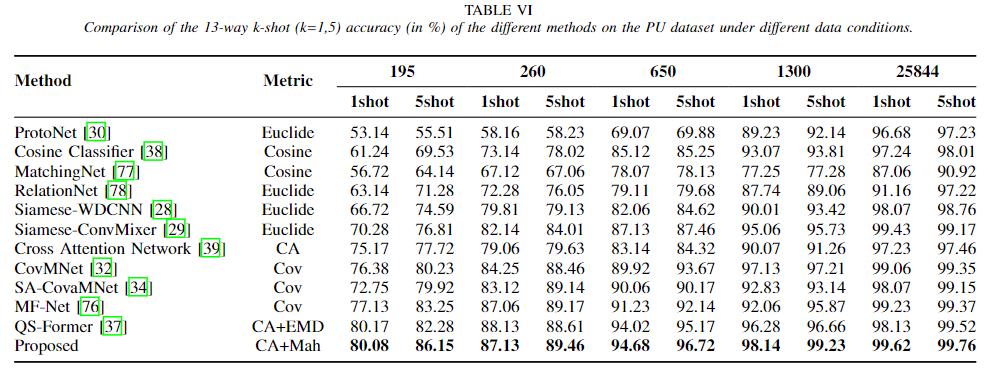 TABLE VI
Comparison of the 13-way k-shot (k=1,5) accuracy (in %) of the different methods on the PU dataset under different data conditions.
Method Metric 195 260 650 1300 25844
1shot 5shot 1shot 5shot 1shot 5shot 1shot 5shot 1shot 5shot
ProtoNet [30] Euclide 53.14 55.51 58.16 58.23 69.07 69.88 89.23 92.14 96.68 97.23
Cosine Classifier [38] Cosine 61.24 69.53 73.14 78.02 85.12 85.25 93.07 93.81 97.24 98.01
MatchingNet [77] Cosine 56.72 64.14 67.12 67.06 78.07 78.13 77.25 77.28 87.06 90.92
RelationNet [78] Euclide 63.14 71.28 72.28 76.05 79.11 79.68 87.74 89.06 91.16 97.22
Siamese-WDCNN [28] Euclide 66.72 74.59 79.81 79.13 82.06 84.62 90.01 93.42 98.07 98.76
Siamese-ConvMixer [29] Euclide 70.28 76.81 82.14 84.01 87.13 87.46 95.06 95.73 99.43 99.17
Cross Attention Network [39] CA 75.17 77.72 79.06 79.63 83.14 84.32 90.07 91.26 97.23 97.46
CovMNet [32] Cov 76.38 80.23 84.25 88.46 89.92 93.67 97.13 97.21 99.06 99.35
SA-CovaMNet [34] Cov 72.75 79.92 83.12 89.14 90.06 90.17 92.83 93.14 98.07 99.15
MF-Net [76] Cov 77.13 83.25 87.06 89.17 91.23 92.14 92.06 95.87 99.23 99.37
QS-Former [37] CA+EMD 80.17 82.28 88.13 88.61 94.02 95.17 96.28 96.66 98.13 99.52
Proposed CA+Mah 80.08 86.15 87.13 89.46 94.68 96.72 98.14 99.23 99.62 99.76